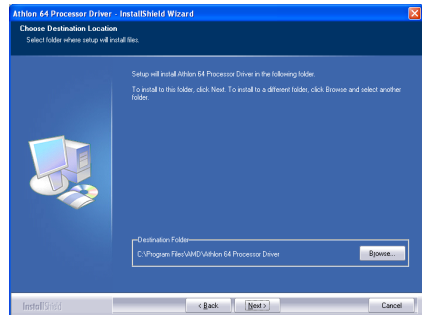 Athlon 64 Processor Driver - InstallShield Wizard
Choose Destination Location
Select folder where setup will install files.
Setup will install Athlon 64 Processor Driver in the following folder.
To install to this folder, click Next. To install to a different folder, click Browse and select another
folder.
Destination Folder
C:\Program Files\AMD\Athlon 64 Processor Driver
Browse...
InstallShield
< Back
Next >
Cancel